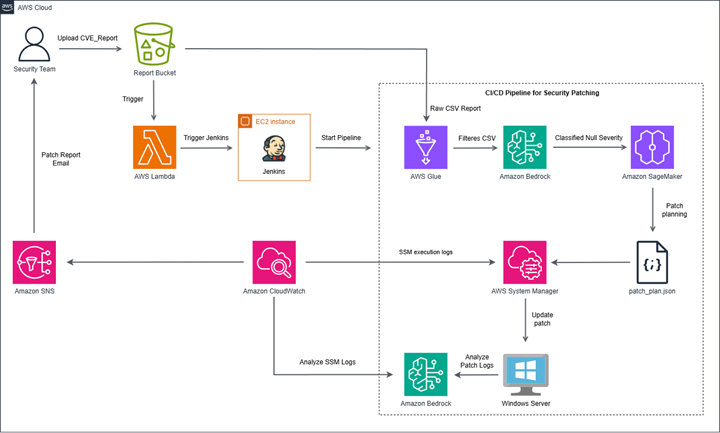 aws
AWS Cloud
Upload CVE_Report
Security Team
Report Bucket
CI/CD Pipeline for Security Patching
Trigger
Raw CSV Report
EC2 instance
Trigger Jenkins
Start Pipeline
Filteres CSV
Classified Null Severity
Patch Report
Email
AWS Lambda
Jenkins
AWS Glue
Amazon Bedrock
Amazon SageMaker
Patch
planning
SSM execution logs
{;}
Amazon SNS
Amazon CloudWatch
AWS System Manager
patch_plan.json
Update
patch
Analyze SSM Logs
Analyze
Patch Logs
Amazon Bedrock
Windows Server